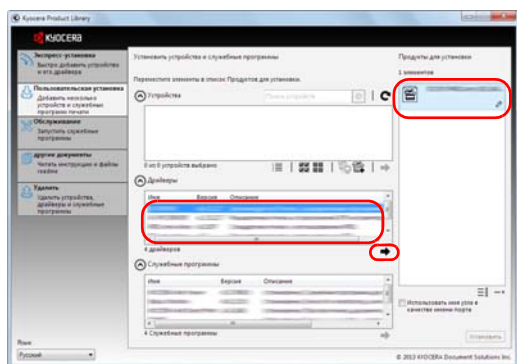 Kyocera Product Library
KYOCERA
Экспресс-установка
Быстро добавить устройство и его драйвера
Пользовательская установка
Добавить несколько устройств и служебных программ печати
Обслуживание
Запустить служебные программы
другие документы
Читать инструкции и файлы readme
Удалить
Удалить устройства, драйверы и служебные программы
Язык
Русский
Установить устройства и служебные программы
Переместите элементы в список Продуктов для установки.
Устройства
Поиск устройств
0 из 0 устройств выбрано
Драйверы
Имя Версия Описание
4 драйверов
Служебные программы
Имя Версия Описание
4 Служебные программы
Продукты для установки
1 элементов
Использовать имя узла в качестве имени порта
Установить
© 2013 KYOCERA Document Solutions Inc.